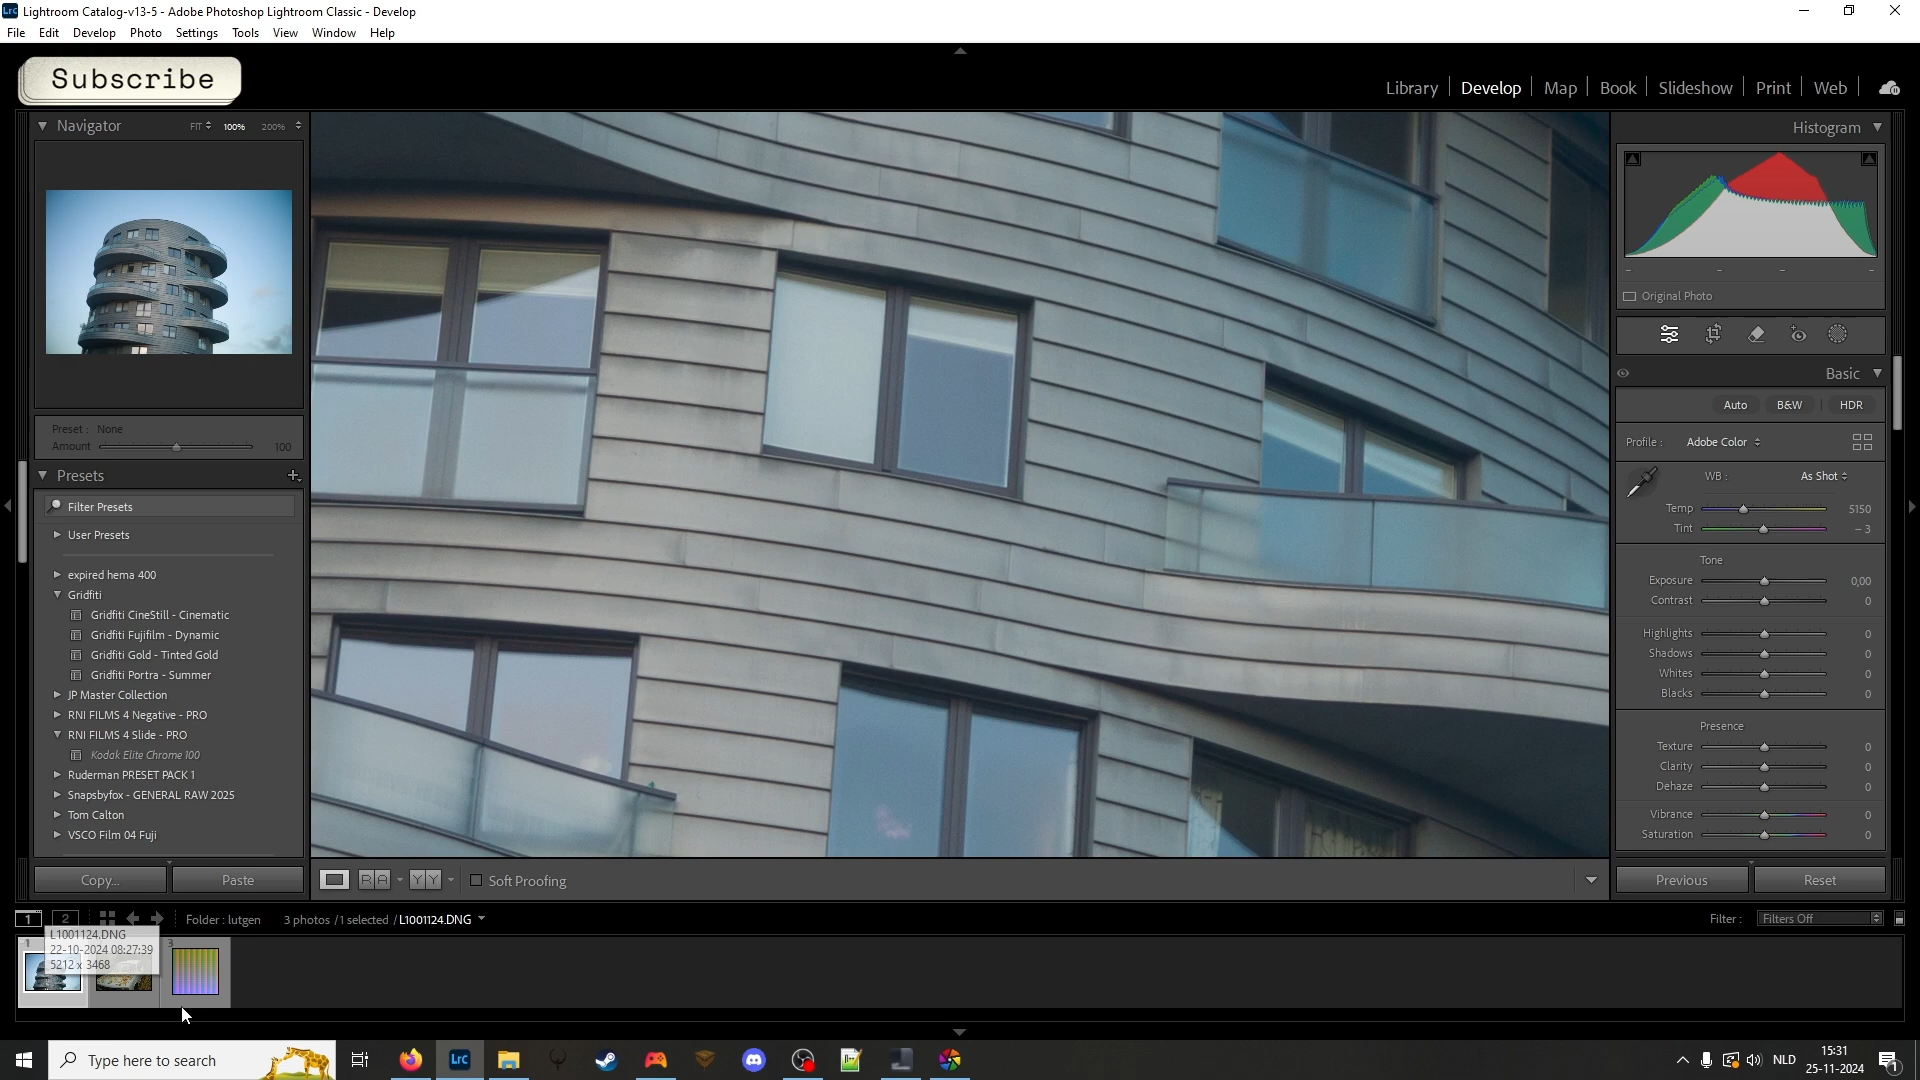 Lrc Lightroom Catalog-v13-5 - Adobe Photoshop Lightroom Classic - Develop
File Edit Develop Photo Settings Tools View Window Help
Subscribe
Library Develop Map Book Slideshow Print Web
Navigator FIT 100% 200%
Histogram
Original Photo
Basic
Auto B&W HDR
Profile : Adobe Color
WB : As Shot
Temp 5150
Tint – 3
Tone
Exposure 0,00
Contrast 0
Highlights 0
Shadows 0
Whites 0
Blacks 0
Presence
Texture 0
Clarity 0
Dehaze 0
Vibrance 0
Saturation 0
Previous Reset
Preset : None
Amount 100
Presets
Filter Presets
User Presets
expired hema 400
Gridfiti
Gridfiti CineStill - Cinematic
Gridfiti Fujifilm - Dynamic
Gridfiti Gold - Tinted Gold
Gridfiti Portra - Summer
JP Master Collection
RNI FILMS 4 Negative - PRO
RNI FILMS 4 Slide - PRO
Kodak Elite Chrome 100
Ruderman PRESET PACK 1
Snapsbyfox - GENERAL RAW 2025
Tom Calton
VSCO Film 04 Fuji
Copy... Paste
R A Y Y Soft Proofing
1 2 Folder : lutgen 3 photos / 1 selected / L1001124.DNG
Filter : Filters Off
L1001124.DNG
22-10-2024 08:27:39
5212 x 3468
1 3
Type here to search
Lrc
NLD
15:31
25-11-2024
1